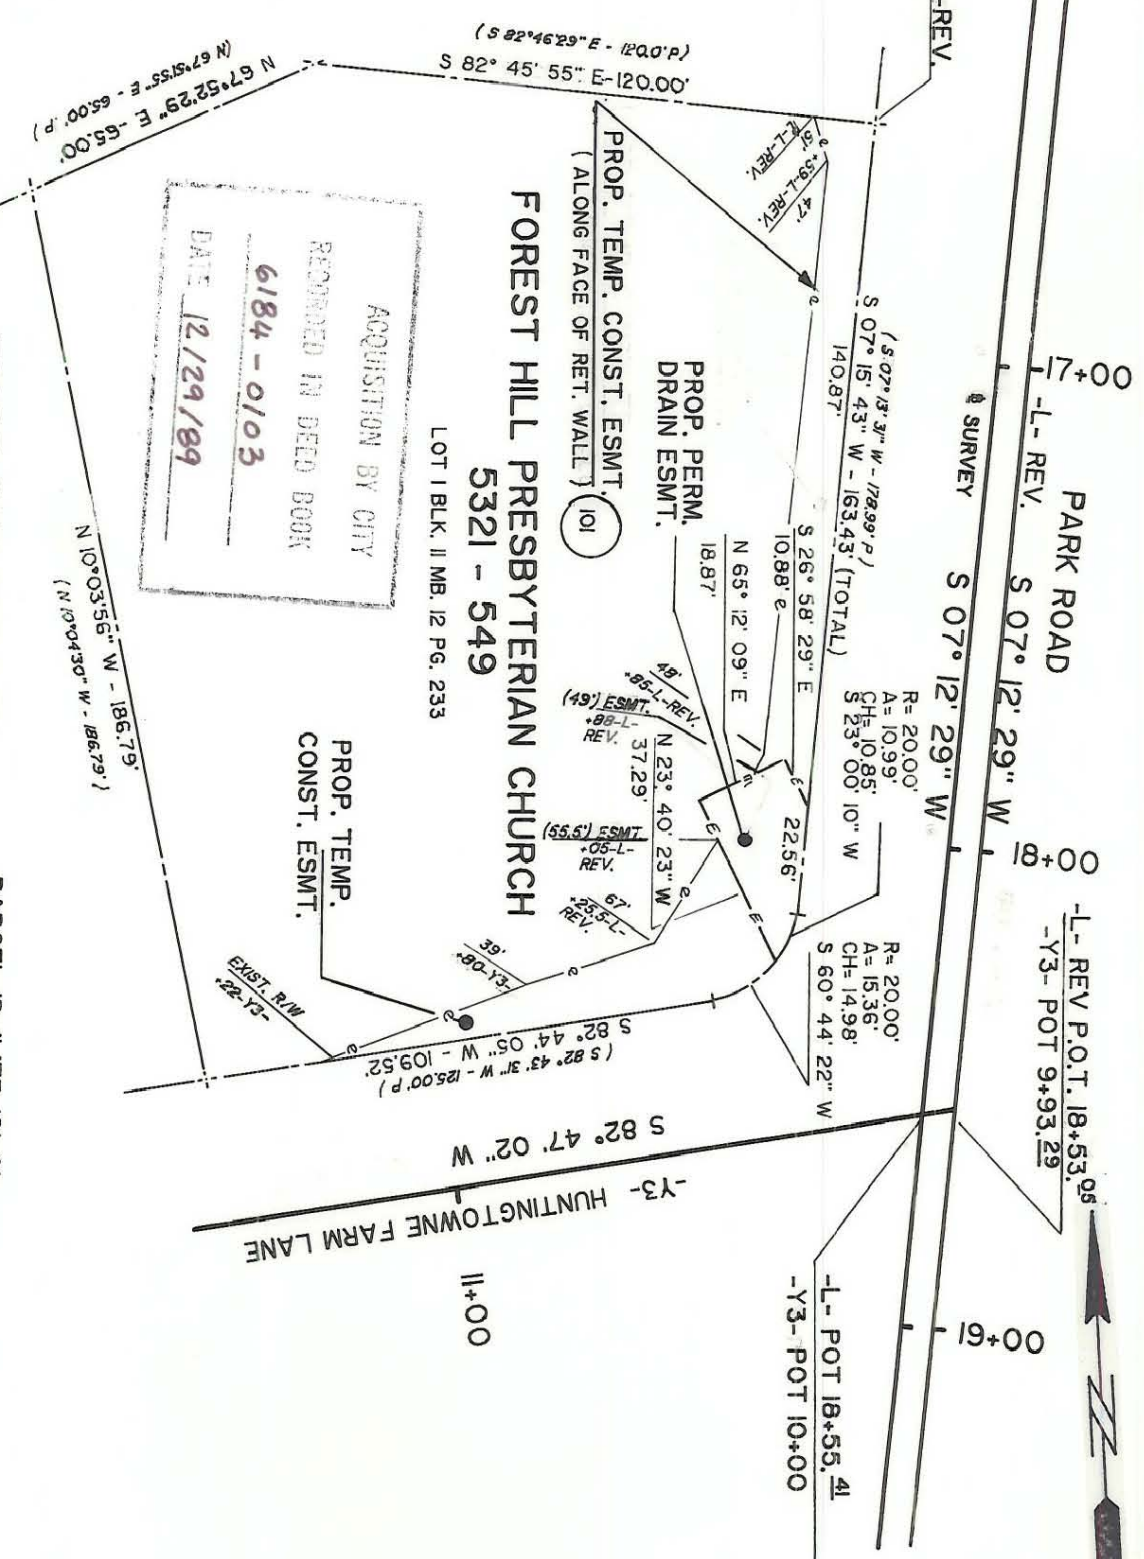 -REV.
17+00
-L- REV.   S 07° 12' 29" W
PARK ROAD
SURVEY   S 07° 12' 29" W
18+00
-L- REV P.O.T. 18+53.05
-Y3- POT 9+93.29
19+00
N
(S 82°46'29" E - 120.0' P)
S 82° 45' 55" E-120.00'
N 67°52'29" E -65.00'
(N 67°51'55" E - 65.00' P)
51'
-L-REV.
+59-L-REV.
47'
(S 07° 13' 31" W - 178.99' P)
S 07° 15' 43" W - 163.43' (TOTAL)
140.87'
R= 20.00'
A= 10.99'
CH= 10.85'
S 23° 00' 10" W
22.56'
R= 20.00'
A= 15.36'
CH= 14.98'
S 60° 44' 22" W
S 26° 58' 29" E
10.88'
N 65° 12' 09" E
18.87'
PROP. PERM.
DRAIN ESMT.
PROP. TEMP. CONST. ESMT.
(ALONG FACE OF RET. WALL)
101
FOREST HILL PRESBYTERIAN CHURCH
5321 - 549
LOT 1 BLK. 11 MB. 12 PG. 233
48'
+85-L-REV.
(49') ESMT.
+88-L-
REV.
N 23° 40' 23" W
37.29'
(55.5') ESMT.
+05-L-
REV.
67'
+25.5-L-
REV.
39'
+80-Y3-
EXIST. R/W
+22-Y3-
PROP. TEMP.
CONST. ESMT.
ACQUISITION BY CITY
RECORDED IN DEED BOOK
6184 - 0103
DATE 12/29/89
N 10°03'56" W - 186.79'
(N 10°04'30" W - 186.79')
S 82° 44' 05" W - 109.52'
(S 82° 43' 31" W - 125.00' P)
S 82° 47' 02" W
-Y3- HUNTINGTOWNE FARM LANE
11+00
-L- POT 18+55.41
-Y3- POT 10+00